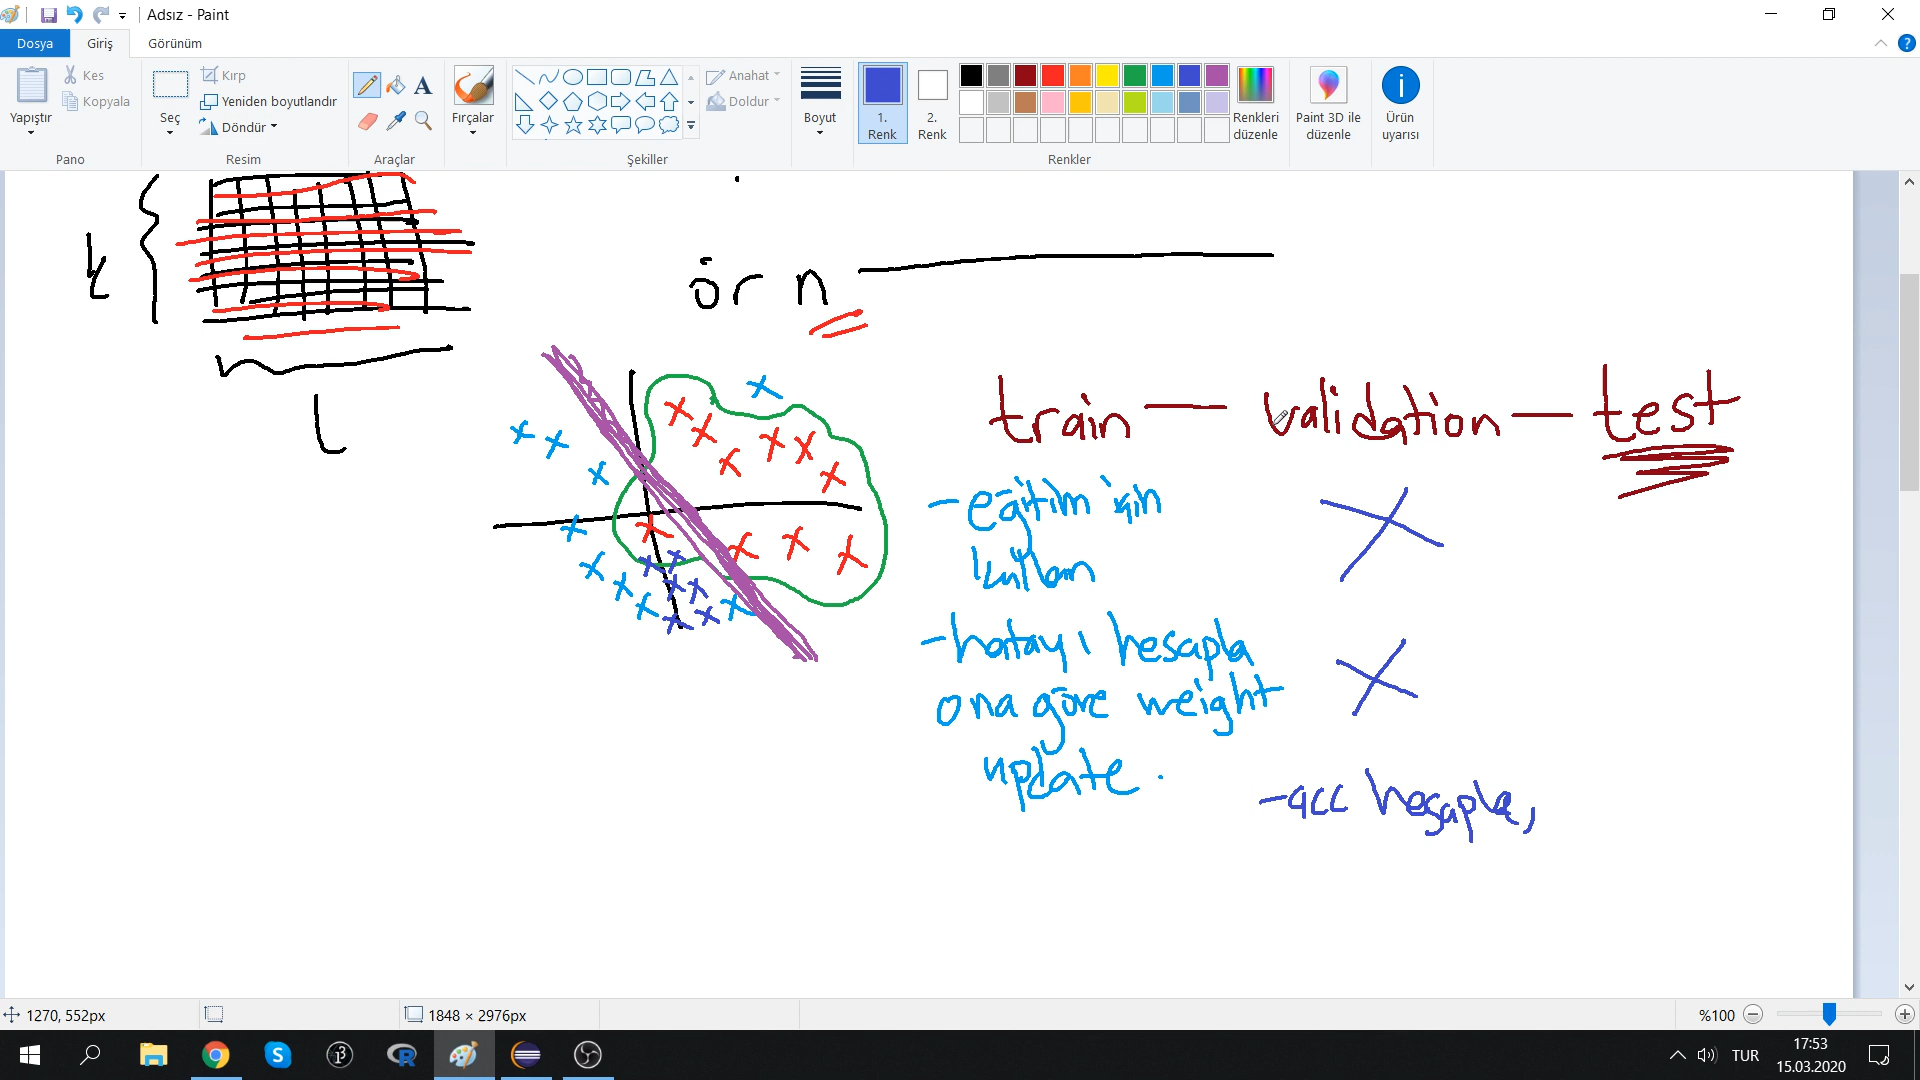 Adsız - Paint
Dosya
Giriş
Görünüm
Yapıştır
Kes
Kopyala
Pano
Seç
Kırp
Yeniden boyutlandır
Döndür
Resim
Araçlar
Fırçalar
Şekiller
Anahat
Doldur
Boyut
1.
Renk
2.
Renk
Renkler
Renkleri
düzenle
Paint 3D ile
düzenle
Ürün
uyarısı
k
L
ör n
train — validation — test
- eğitim için
kullan
- hatayı hesapla
ona göre weight
update.
- acc hesapla,
1270, 552px
1848 × 2976px
%100
TUR
17:53
15.03.2020